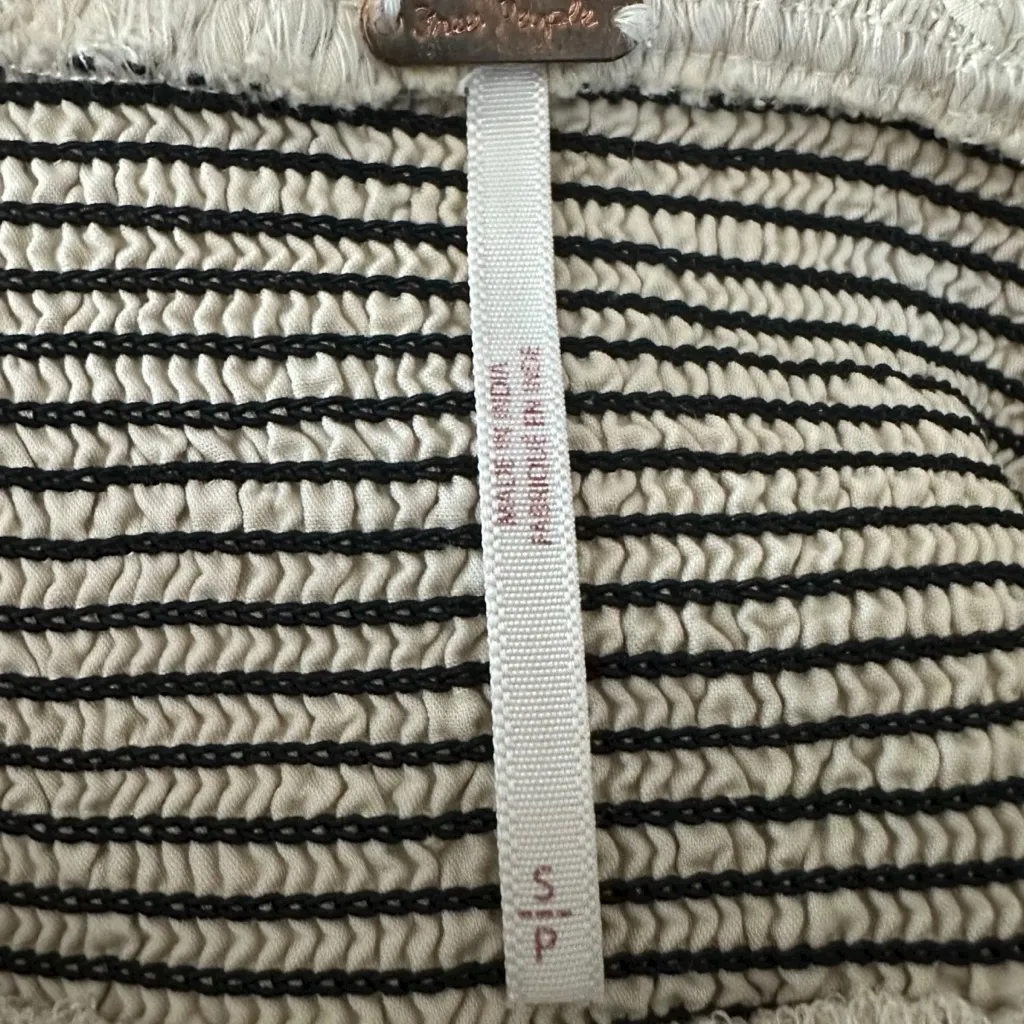 Free People
MADE IN INDIA
FABRIQUÉ EN INDE
S
P